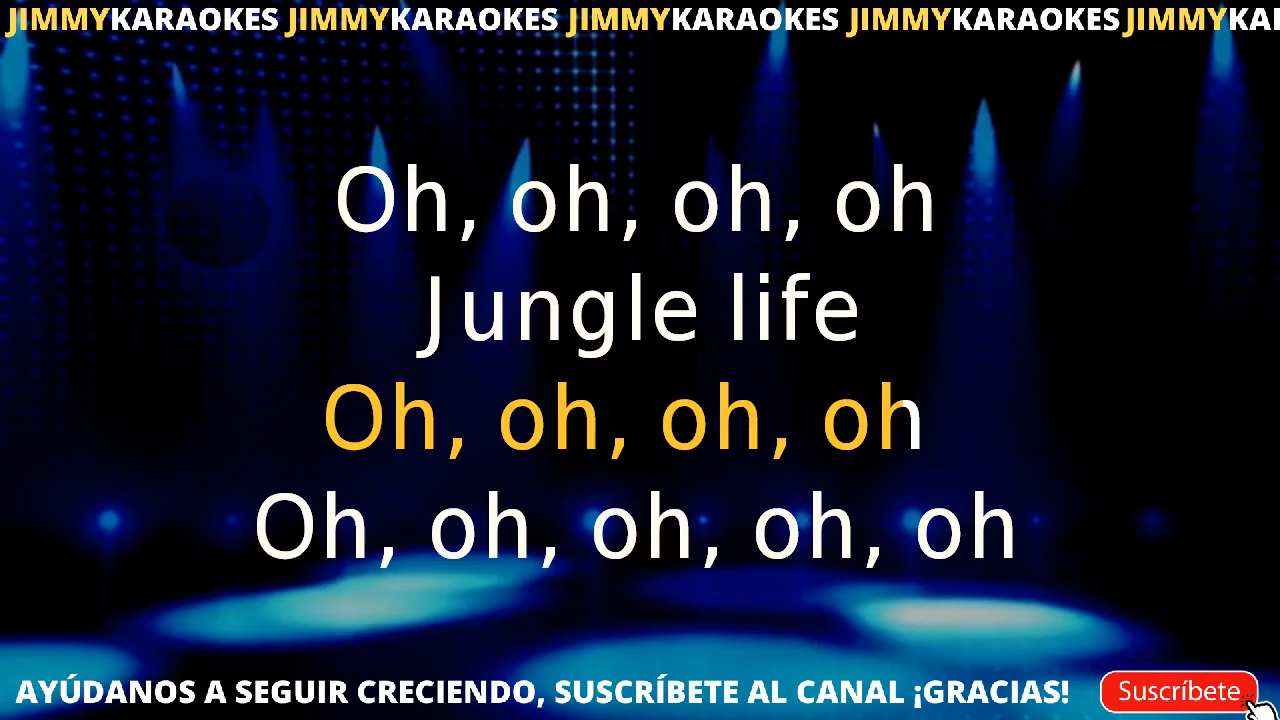 JIMMYKARAOKES JIMMYKARAOKES JIMMYKARAOKES JIMMYKARAOKES JIMMYKA
Oh, oh, oh, oh
Jungle life
Oh, oh, oh, oh
Oh, oh, oh, oh, oh
AYÚDANOS A SEGUIR CRECIENDO, SUSCRÍBETE AL CANAL ¡GRACIAS! Suscríbete